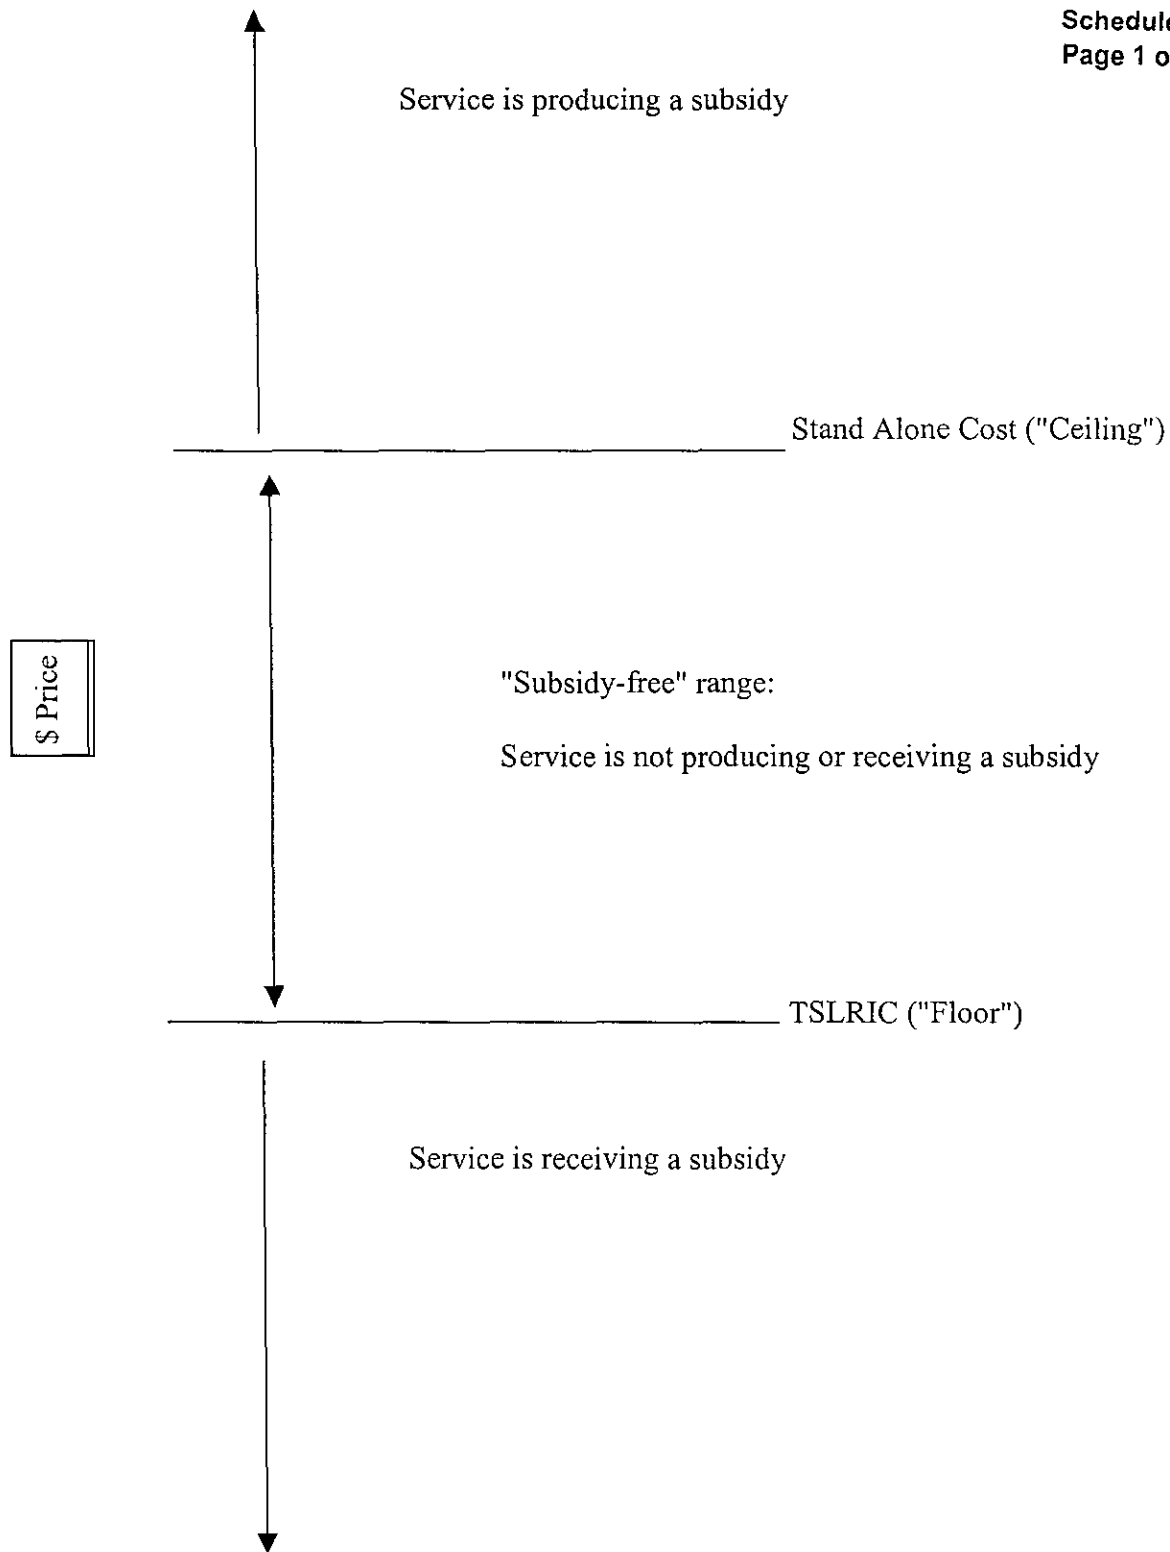 Schedule
Page 1 o
Service is producing a subsidy
Stand Alone Cost ("Ceiling")
$ Price
"Subsidy-free" range:
Service is not producing or receiving a subsidy
TSLRIC ("Floor")
Service is receiving a subsidy